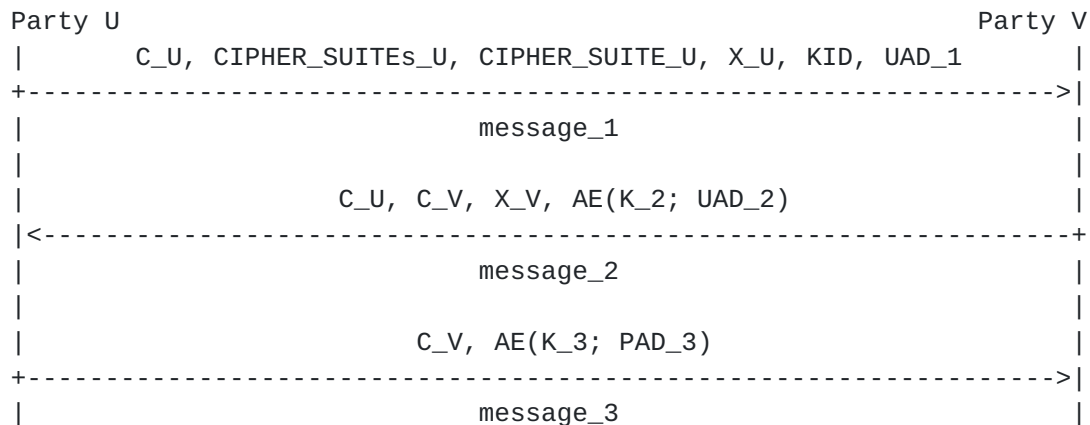 Party U Party V
| C_U, CIPHER_SUITEs_U, CIPHER_SUITE_U, X_U, KID, UAD_1 |
+------------------------------------------------------------------>|
| message_1 |
| |
| C_U, C_V, X_V, AE(K_2; UAD_2) |
|<------------------------------------------------------------------+
| message_2 |
| |
| C_V, AE(K_3; PAD_3) |
+------------------------------------------------------------------>|
| message_3 |